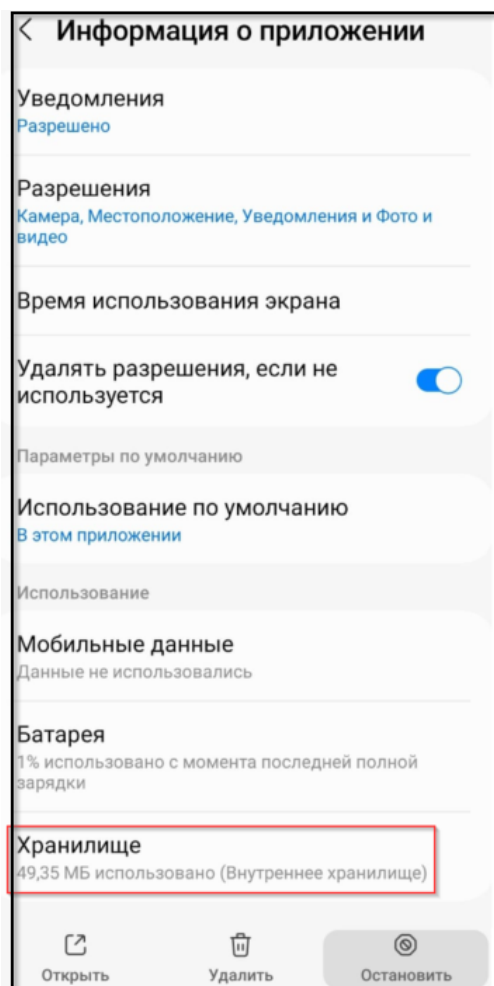 Информация о приложении
Уведомления
Разрешено
Разрешения
Камера, Местоположение, Уведомления и Фото и
видео
Время использования экрана
Удалять разрешения, если не
используется
Параметры по умолчанию
Использование по умолчанию
В этом приложении
Использование
Мобильные данные
Данные не использовались
Батарея
1% использовано с момента последней полной
зарядки
Хранилище
49,35 МБ использовано (Внутреннее хранилище)
Открыть
Удалить
Остановить